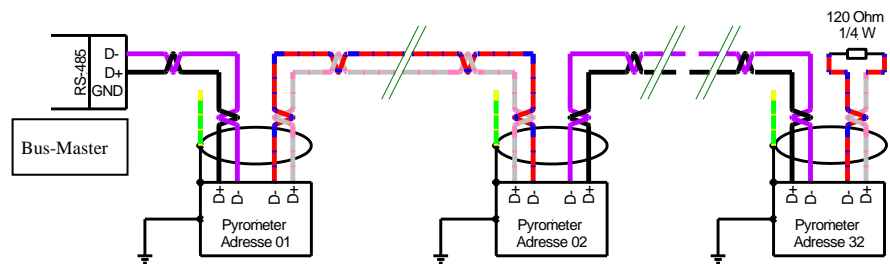 120 Ohm
1/4 W
RS-485
D-
D+
GND
Bus-Master
D+ D- D- D+
Pyrometer
Adresse 01
D+ D- D- D+
Pyrometer
Adresse 02
D+ D- D- D+
Pyrometer
Adresse 32